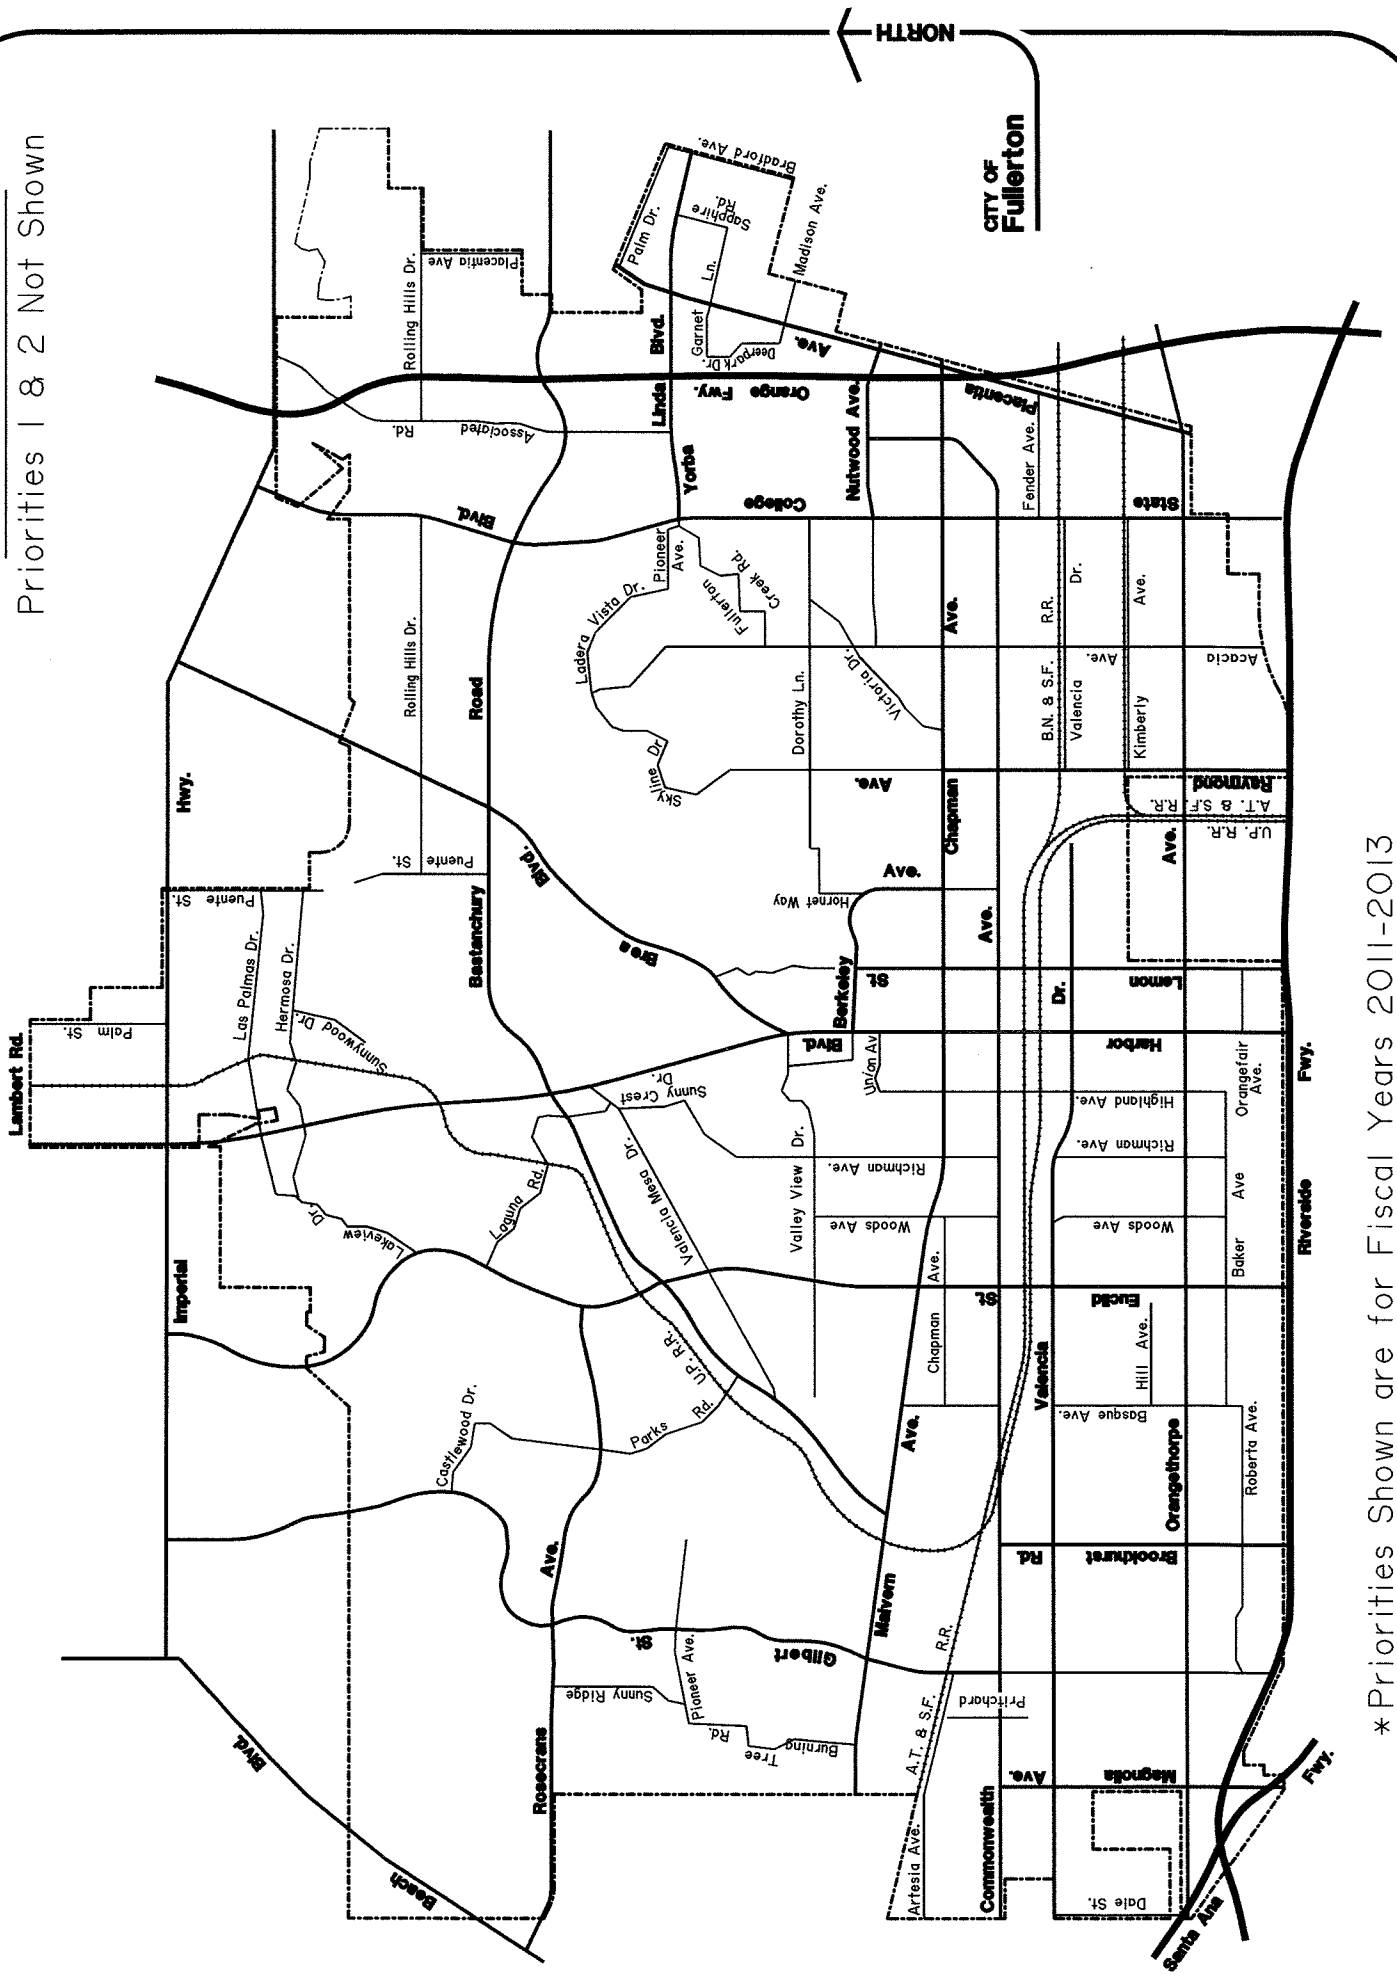 Priorities 1 & 2 Not Shown
NORTH
CITY OF
Fullerton
*Priorities Shown are for Fiscal Years 2011-2013
Lambert Rd.
Palm St.
Imperial
Hwy.
Puente St.
Las Palmas Dr.
Hermosa Dr.
Sunnywood Dr.
Lakeview Dr.
Rolling Hills Dr.
Rolling Hills Dr.
Placentia Ave
Associated Rd.
Puente St.
Bastanchury
Road
Brea
Blvd.
Blvd.
Beach
Blvd.
Rosecrans
Ave.
Castlewood Dr.
Parks Rd.
U.P. R.R.
Laguna Rd.
Valencia Mesa Dr.
Sunny Crest Dr.
Skyline Dr
Ladera Vista Dr.
Pioneer Ave.
Fullerton Creek Rd.
Yorba
Linda
Blvd.
Palm Dr.
Bradford Ave.
Sapphire Rd.
Garnet Ln.
Deerpark Dr.
Madison Ave.
Orange Fwy.
Placentia
Ave.
Nutwood Ave.
State
College
Fender Ave.
Dorothy Ln.
Victoria Dr.
Hornet Way
Berkeley
Ave.
Union Av
Valley View Dr.
Richman Ave.
Woods Ave
Sunny Ridge
Pioneer Ave.
Burning Tree Rd.
Gilbert
St.
Malvern
Ave.
Chapman Ave.
Chapman
Ave.
Artesia Ave.
A.T. & S.F. R.R.
Pritchard
Commonwealth
Ave.
B.N. & S.F. R.R.
Valencia Dr.
Kimberly Ave.
Acacia Ave.
Raymond
Ave.
A.T. & S.F. R.R.
U.P. R.R.
Lemon
St
Harbor
Blvd.
Highland Ave.
Richman Ave.
Woods Ave
Euclid
St.
Hill Ave.
Basque Ave.
Valencia
Dr.
Brookhurst
Rd.
Magnolia
Ave.
Dale St.
Orangethorpe
Ave.
Orangefair Ave.
Baker Ave
Roberta Ave.
Riverside
Fwy.
Santa Ana
Fwy.